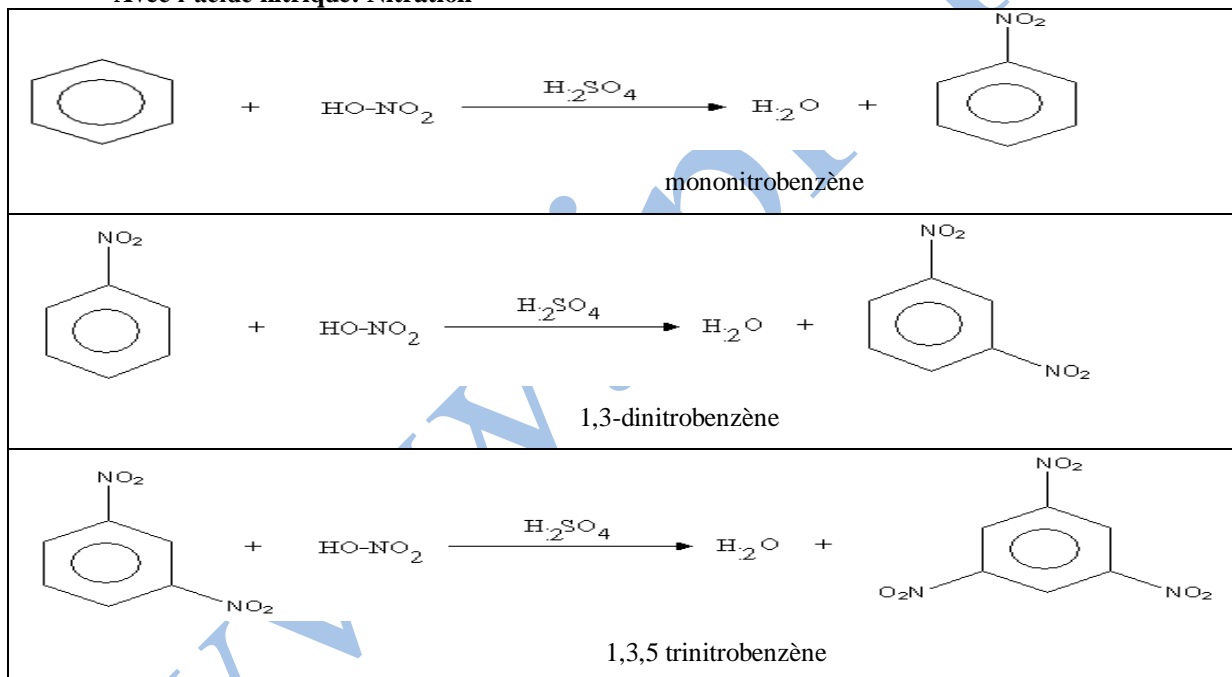 Avec l'acide nitrique: Nitration
NO2
+ HO-NO2 H2SO4 H2O +
mononitrobenzène
NO2 NO2
+ HO-NO2 H2SO4 H2O +
NO2
1,3-dinitrobenzène
NO2 NO2
+ HO-NO2 H2SO4 H2O +
NO2 O2N NO2
1,3,5 trinitrobenzène